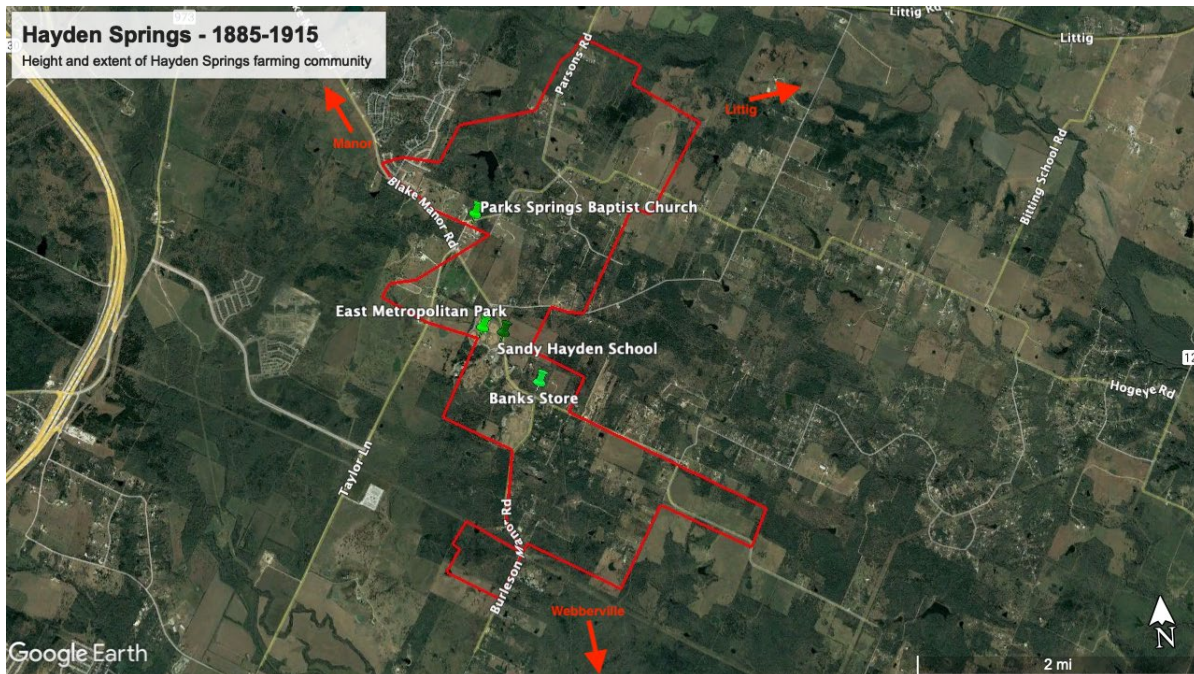 Hayden Springs - 1885-1915
Height and extent of Hayden Springs farming community
973
Littig Rd
Littig
Parsons Rd
Littig
Manor
Bitting School Rd
Blake Manor Rd
Parks Springs Baptist Church
East Metropolitan Park
Sandy Hayden School
Banks Store
Hogeye Rd
Taylor Ln
Burleson Manor Rd
Webberville
N
Google Earth
2 mi